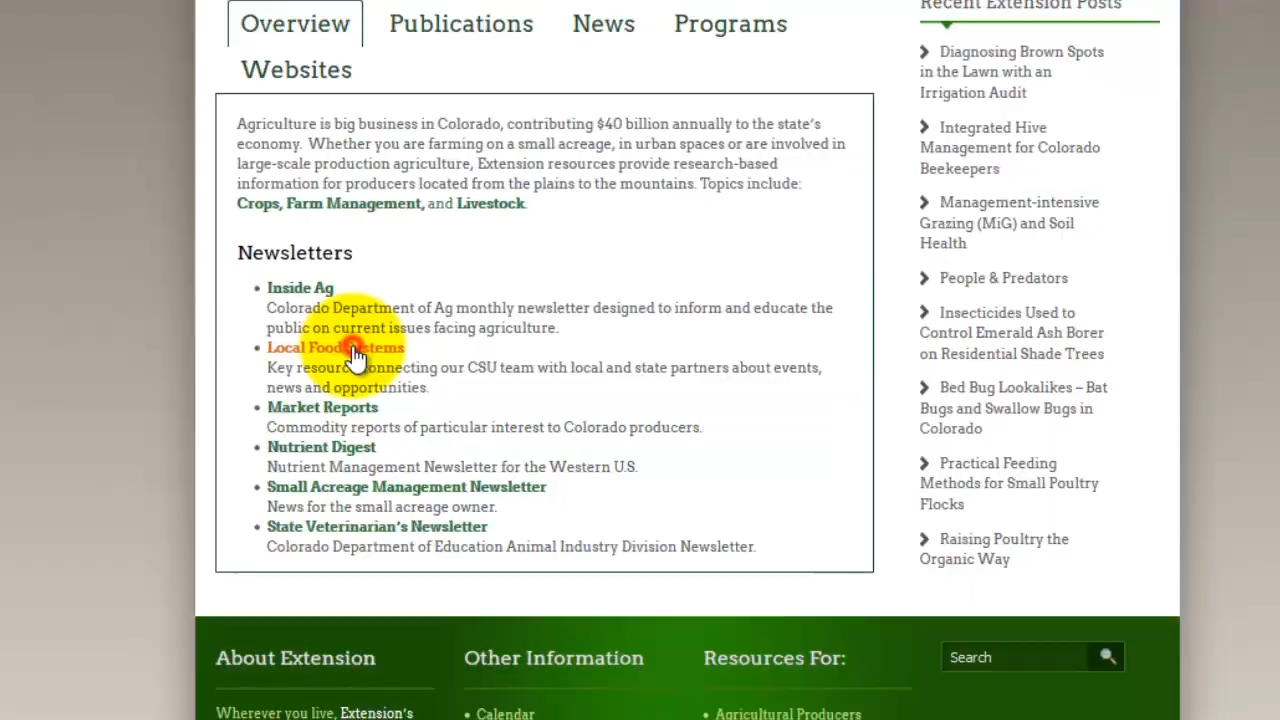 Overview Publications News Programs
Websites
Agriculture is big business in Colorado, contributing $40 billion annually to the state's
economy. Whether you are farming on a small acreage, in urban spaces or are involved in
large-scale production agriculture, Extension resources provide research-based
information for producers located from the plains to the mountains. Topics include:
Crops, Farm Management, and Livestock.
Newsletters
• Inside Ag
Colorado Department of Ag monthly newsletter designed to inform and educate the
public on current issues facing agriculture.
• Local Food Systems
Key resource connecting our CSU team with local and state partners about events,
news and opportunities.
• Market Reports
Commodity reports of particular interest to Colorado producers.
• Nutrient Digest
Nutrient Management Newsletter for the Western U.S.
• Small Acreage Management Newsletter
News for the small acreage owner.
• State Veterinarian's Newsletter
Colorado Department of Education Animal Industry Division Newsletter.
Recent Extension Posts
Diagnosing Brown Spots
in the Lawn with an
Irrigation Audit
Integrated Hive
Management for Colorado
Beekeepers
Management-intensive
Grazing (MiG) and Soil
Health
People & Predators
Insecticides Used to
Control Emerald Ash Borer
on Residential Shade Trees
Bed Bug Lookalikes – Bat
Bugs and Swallow Bugs in
Colorado
Practical Feeding
Methods for Small Poultry
Flocks
Raising Poultry the
Organic Way
About Extension
Wherever you live, Extension's
Other Information
• Calendar
Resources For:
• Agricultural Producers
Search